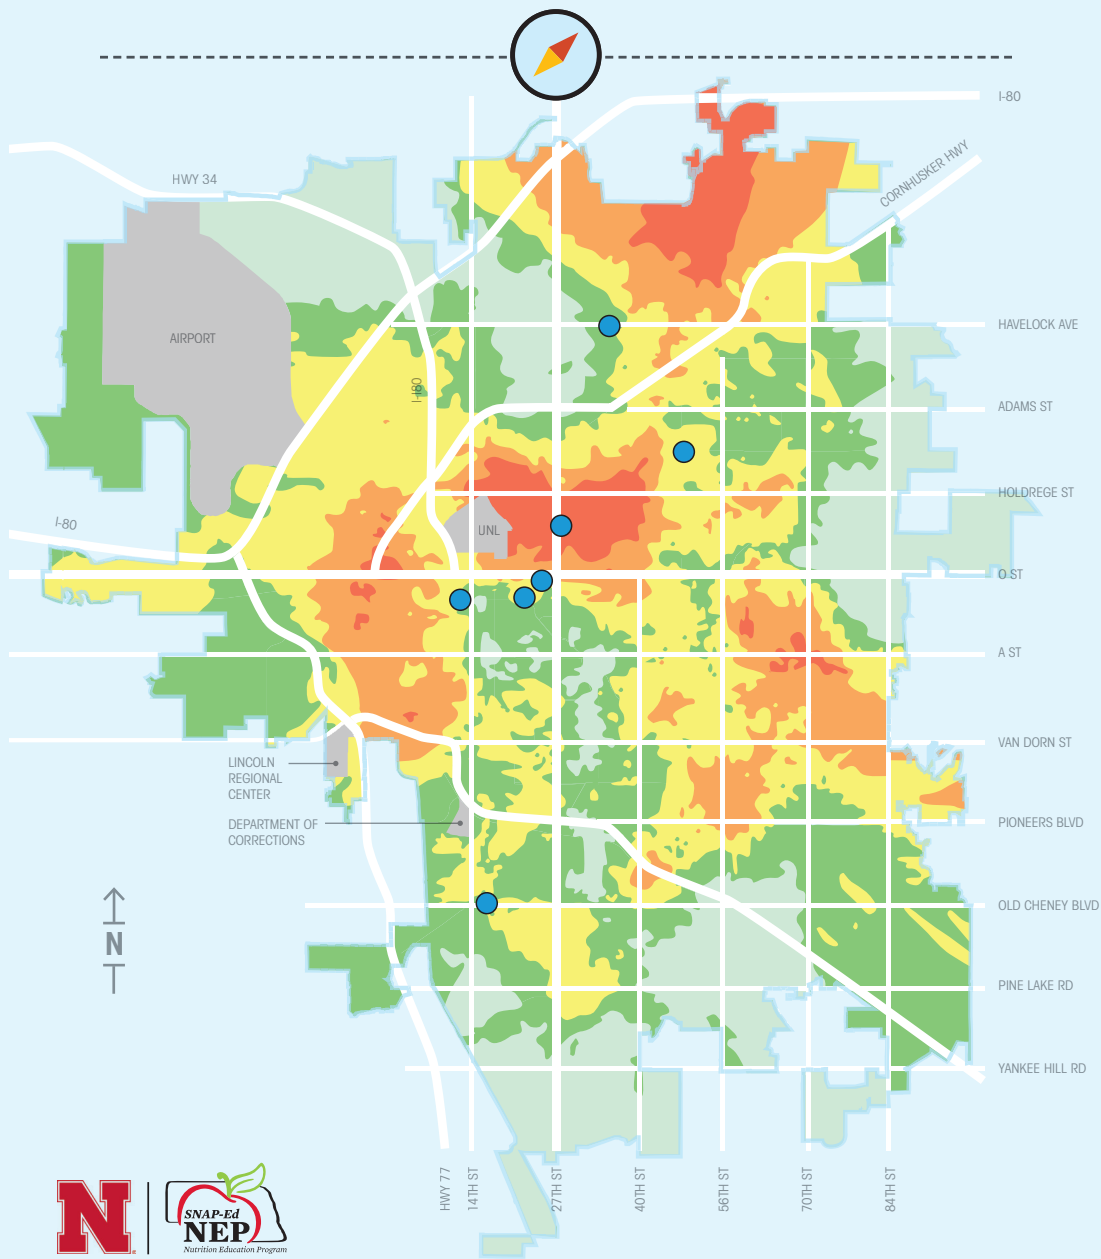 I-80
CORNHUSKER HWY
HWY 34
AIRPORT
HAVELOCK AVE
I-180
ADAMS ST
HOLDREGE ST
I-80
UNL
O ST
A ST
VAN DORN ST
LINCOLN
REGIONAL
CENTER
DEPARTMENT OF
CORRECTIONS
PIONEERS BLVD
OLD CHENEY BLVD
N
PINE LAKE RD
YANKEE HILL RD
HWY 77
14TH ST
27TH ST
40TH ST
56TH ST
70TH ST
84TH ST
N
SNAP-Ed
NEP
Nutrition Education Program